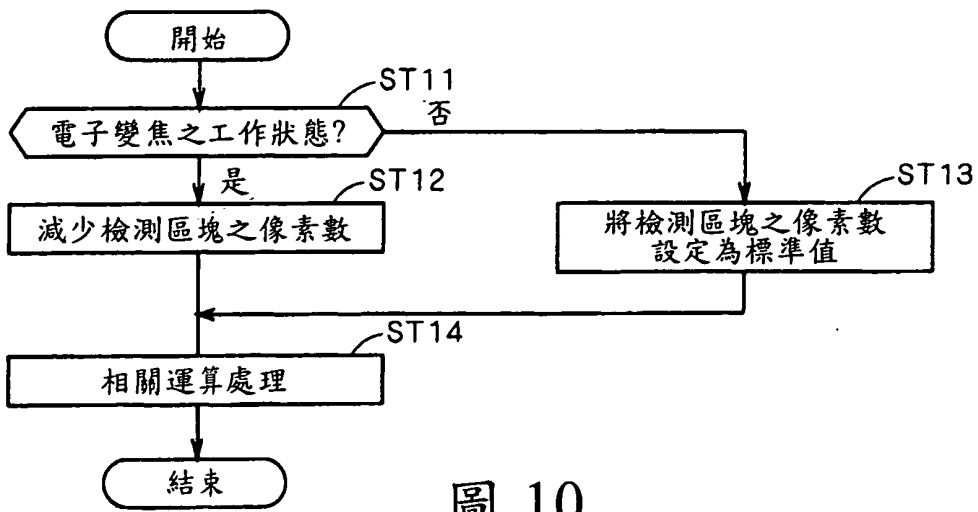 開始
ST11
電子變焦之工作狀態?
否
是
ST12
減少檢測區塊之像素數
ST13
將檢測區塊之像素數
設定為標準值
ST14
相關運算處理
結束
圖 10